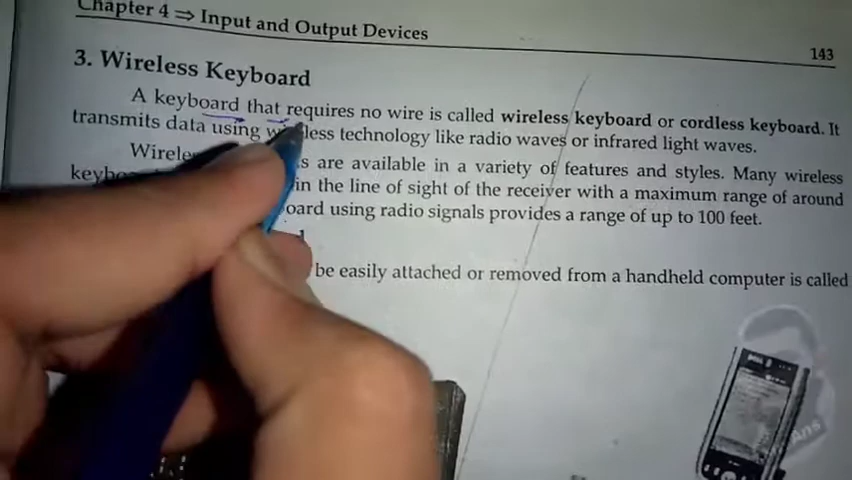 Chapter 4 ⇒ Input and Output Devices
143
3. Wireless Keyboard
A keyboard that requires no wire is called wireless keyboard or cordless keyboard. It
transmits data using wireless technology like radio waves or infrared light waves.
are available in a variety of features and styles. Many wireless
in the line of sight of the receiver with a maximum range of around
using radio signals provides a range of up to 100 feet.
be easily attached or removed from a handheld computer is called